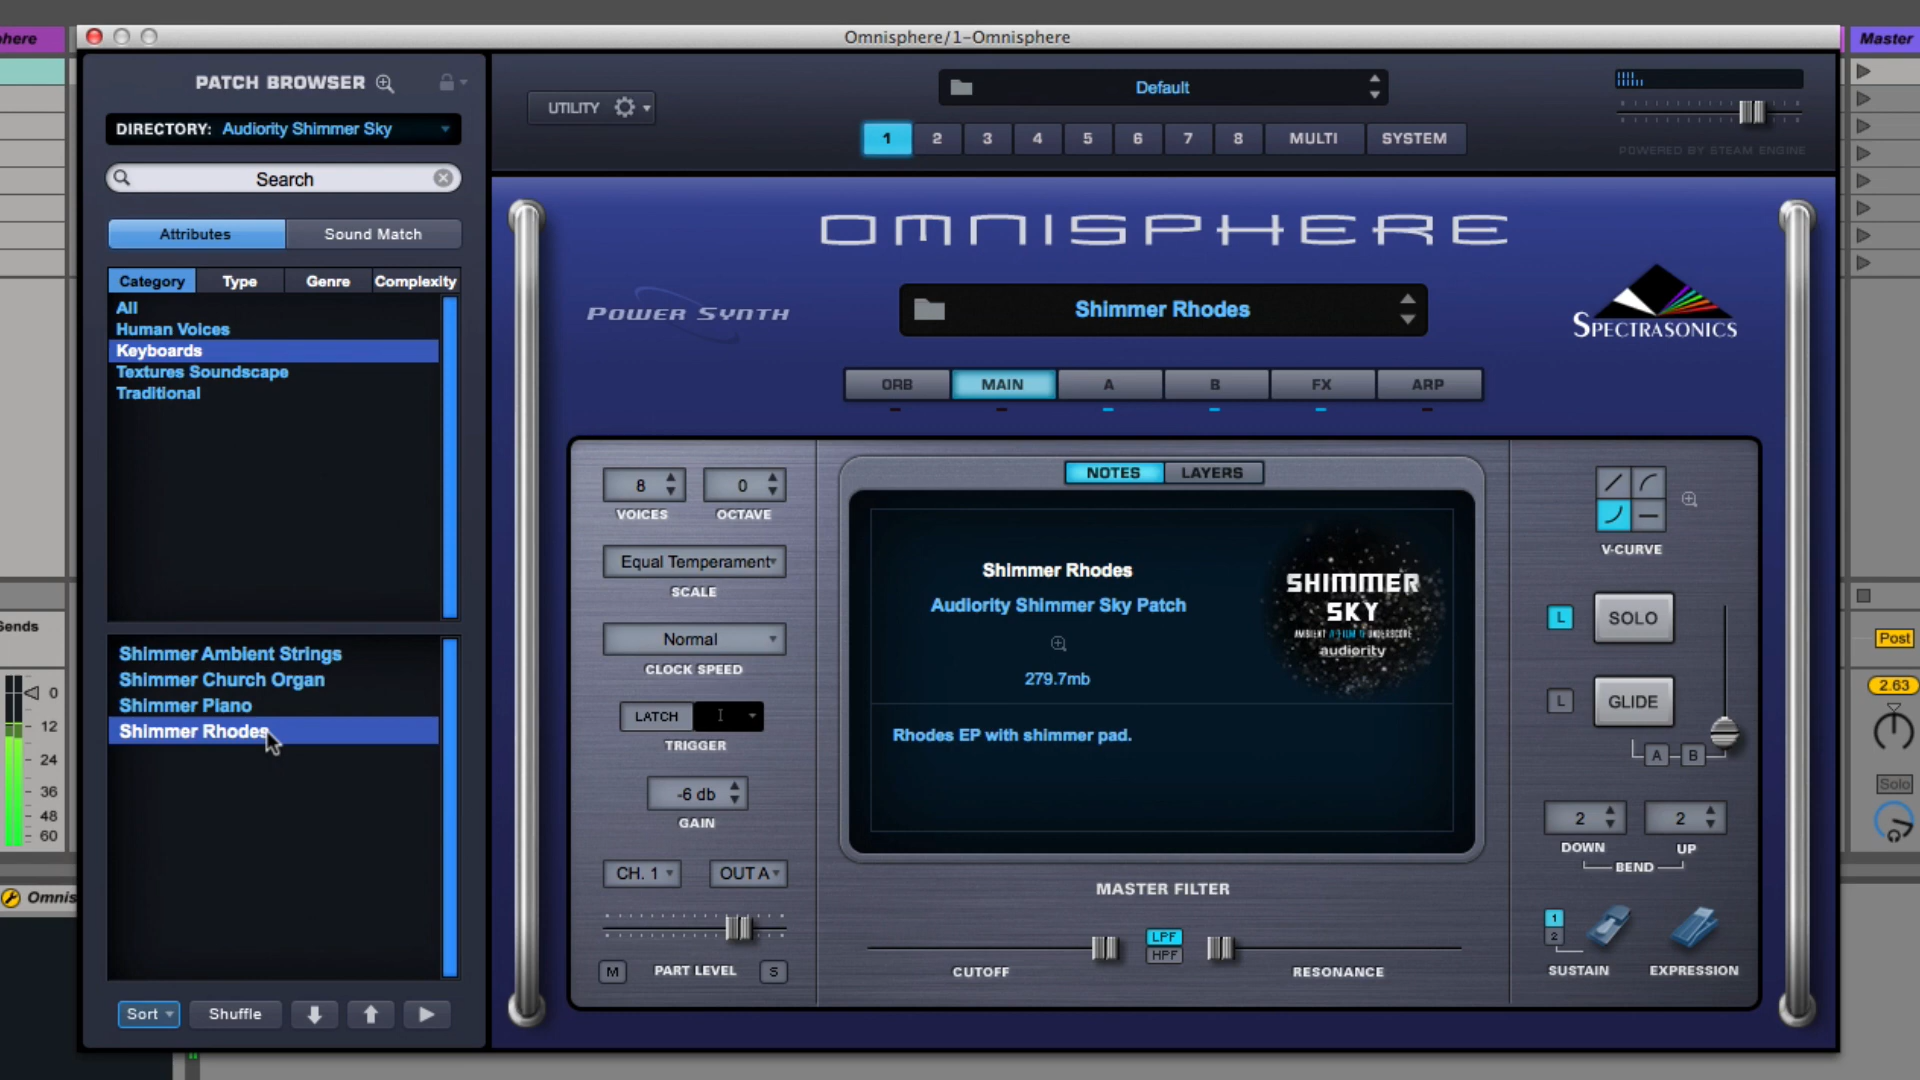 Omnisphere/1-Omnisphere
here
Master
PATCH BROWSER
DIRECTORY: Audiority Shimmer Sky
Search
Attributes Sound Match
Category Type Genre Complexity
All
Human Voices
Keyboards
Textures Soundscape
Traditional
Shimmer Ambient Strings
Shimmer Church Organ
Shimmer Piano
Shimmer Rhodes
Sort Shuffle
UTILITY
Default
1 2 3 4 5 6 7 8 MULTI SYSTEM
POWERED BY STEAM ENGINE
OMNISPHERE
POWER SYNTH
Shimmer Rhodes
SPECTRASONICS
ORB MAIN A B FX ARP
8 0
VOICES OCTAVE
Equal Temperament
SCALE
Normal
CLOCK SPEED
LATCH
TRIGGER
-6 db
GAIN
CH. 1 OUT A
M PART LEVEL S
NOTES LAYERS
Shimmer Rhodes
Audiority Shimmer Sky Patch
279.7mb
SHIMMER
SKY
audiority
Rhodes EP with shimmer pad.
MASTER FILTER
LPF
HPF
CUTOFF RESONANCE
V-CURVE
L SOLO
L GLIDE
A B
2 2
DOWN UP
BEND
1
2
SUSTAIN EXPRESSION
Sends
0
12
24
36
48
60
Omnis
Post
2.63
Solo